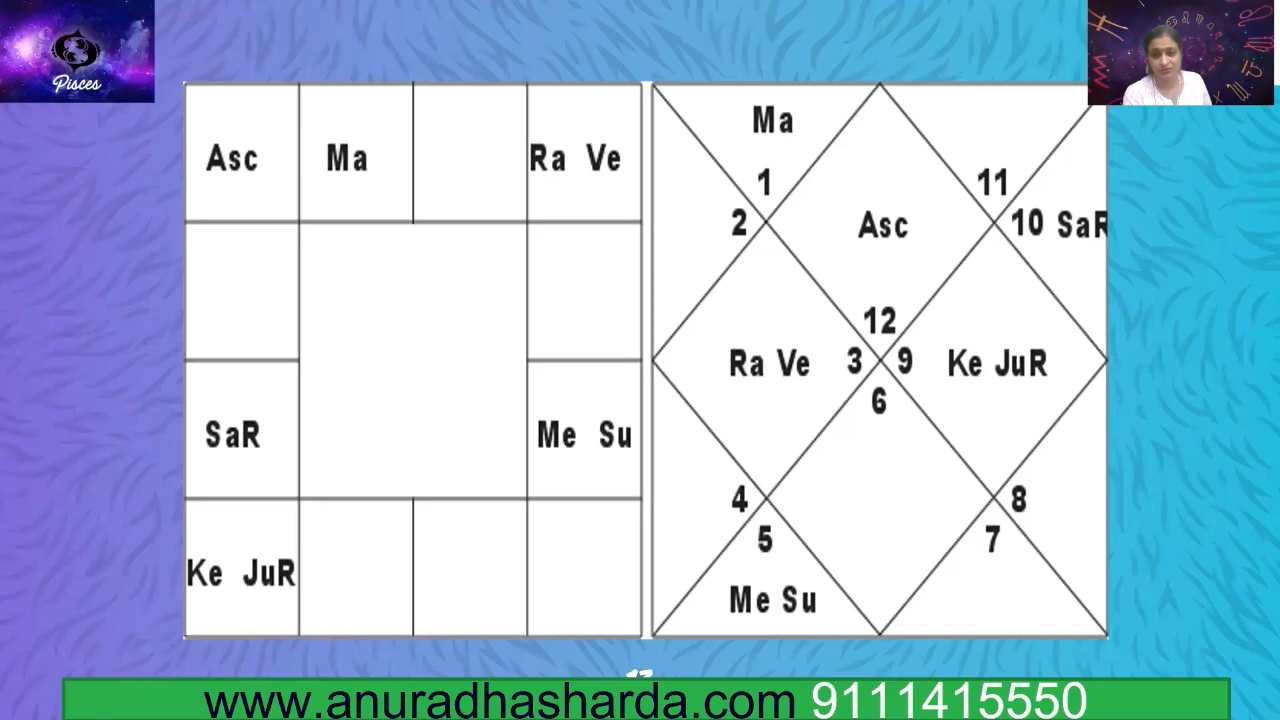 Pisces
Asc Ma Ra Ve
SaR Me Su
Ke JuR
Ma
1 11
2 Asc 10 SaR
12
Ra Ve 3 9 Ke JuR
6
4 8
5 7
Me Su
www.anuradhasharda.com 9111415550